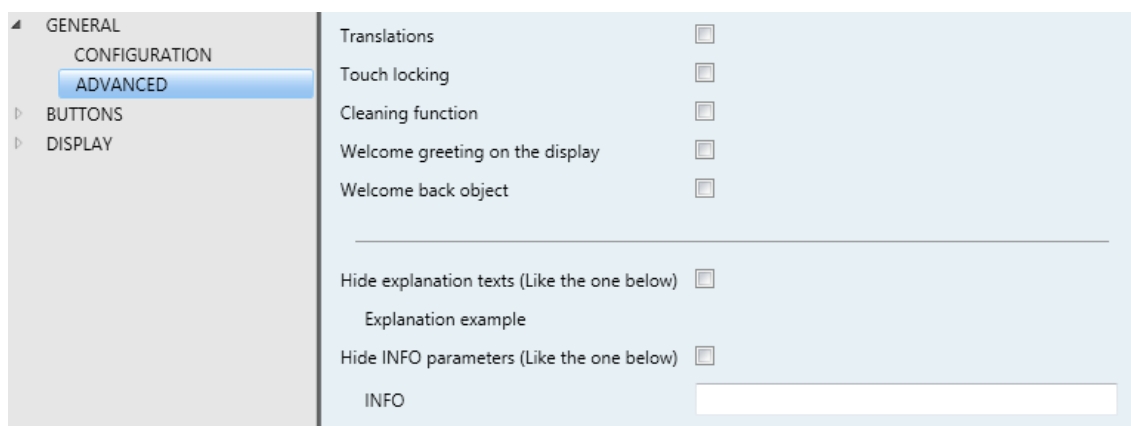 GENERAL
CONFIGURATION
ADVANCED
BUTTONS
DISPLAY
Translations
Touch locking
Cleaning function
Welcome greeting on the display
Welcome back object
Hide explanation texts (Like the one below)
Explanation example
Hide INFO parameters (Like the one below)
INFO